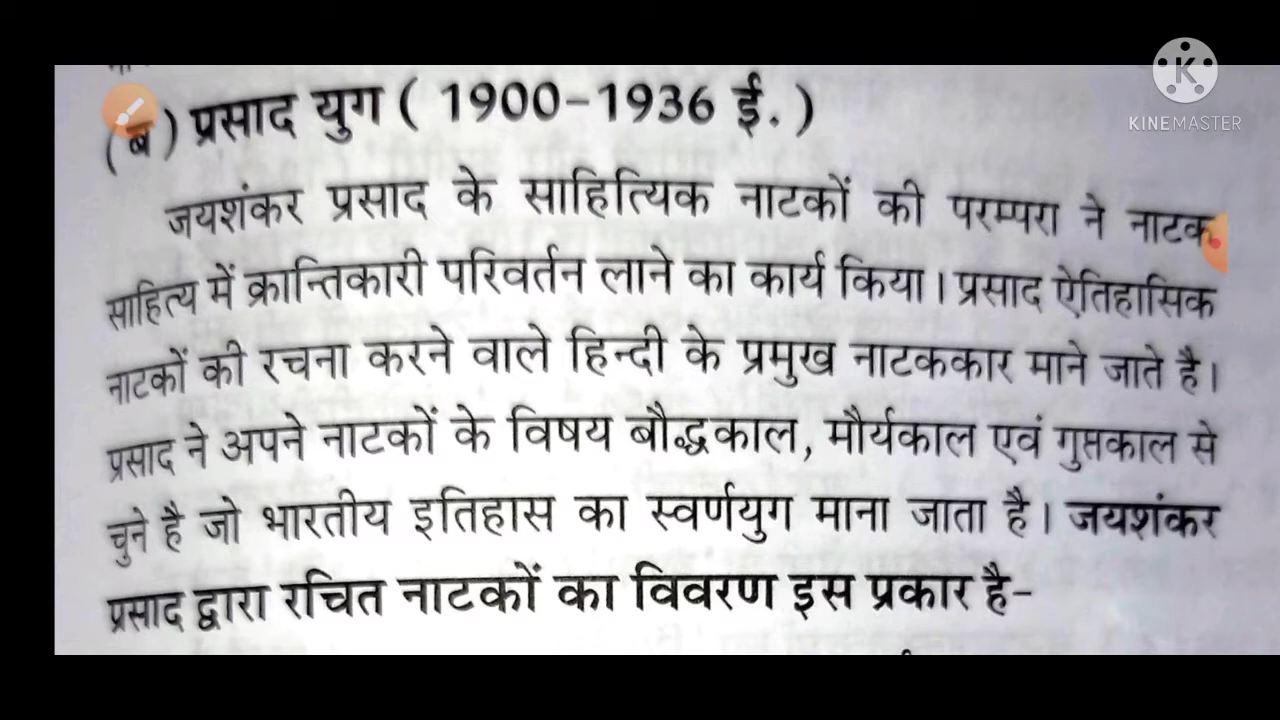 (ब) प्रसाद युग ( 1900-1936 ई. )
KINEMASTER
जयशंकर प्रसाद के साहित्यिक नाटकों की परम्परा ने नाटक
साहित्य में क्रान्तिकारी परिवर्तन लाने का कार्य किया। प्रसाद ऐतिहासिक
नाटकों की रचना करने वाले हिन्दी के प्रमुख नाटककार माने जाते है।
प्रसाद ने अपने नाटकों के विषय बौद्धकाल, मौर्यकाल एवं गुप्तकाल से
चुने है जो भारतीय इतिहास का स्वर्णयुग माना जाता है। जयशंकर
प्रसाद द्वारा रचित नाटकों का विवरण इस प्रकार है-